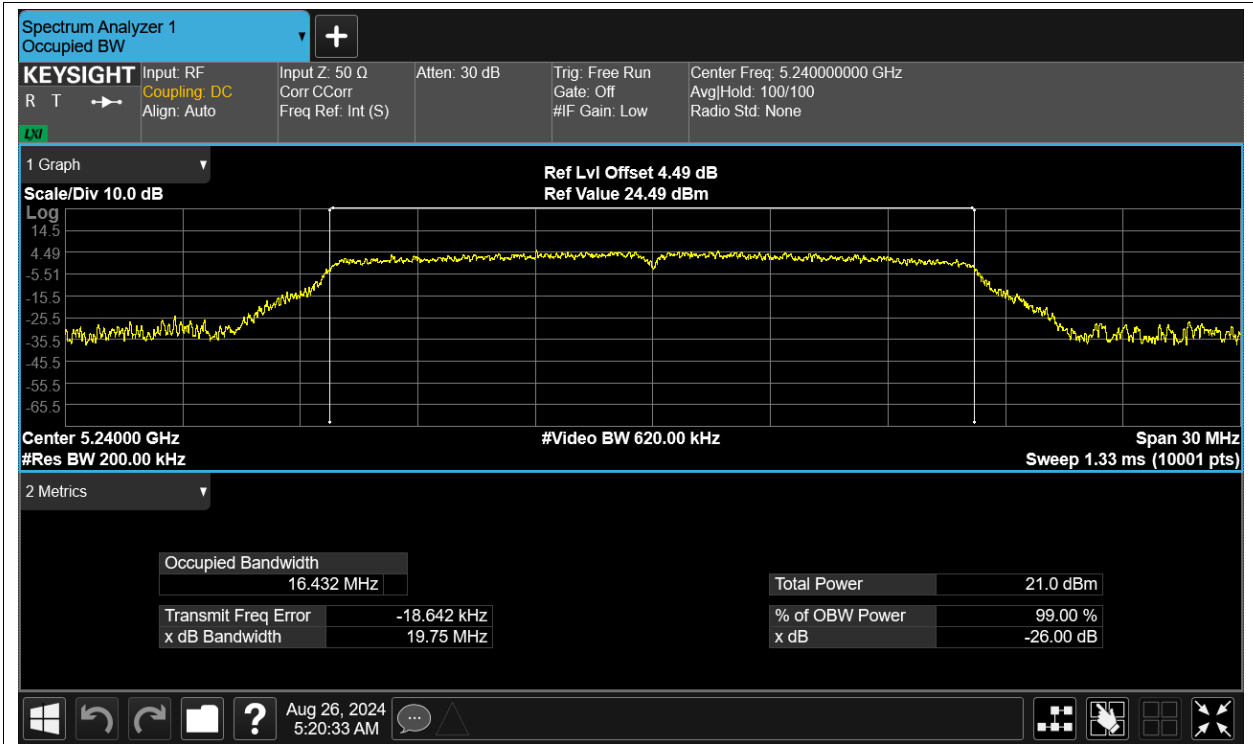 Spectrum Analyzer 1
Occupied BW
KEYSIGHT
R T
LXI
Input: RF
Coupling: DC
Align: Auto
Input Z: 50 Ω
Corr CCorr
Freq Ref: Int (S)
Atten: 30 dB
Trig: Free Run
Gate: Off
#IF Gain: Low
Center Freq: 5.240000000 GHz
Avg|Hold: 100/100
Radio Std: None
1 Graph
Ref Lvl Offset 4.49 dB
Scale/Div 10.0 dB
Ref Value 24.49 dBm
Log
14.5
4.49
-5.51
-15.5
-25.5
-35.5
-45.5
-55.5
-65.5
Center 5.24000 GHz
#Video BW 620.00 kHz
Span 30 MHz
#Res BW 200.00 kHz
Sweep 1.33 ms (10001 pts)
2 Metrics
Occupied Bandwidth
16.432 MHz
Total Power 21.0 dBm
Transmit Freq Error -18.642 kHz
% of OBW Power 99.00 %
x dB Bandwidth 19.75 MHz
x dB -26.00 dB
?
Aug 26, 2024
5:20:33 AM